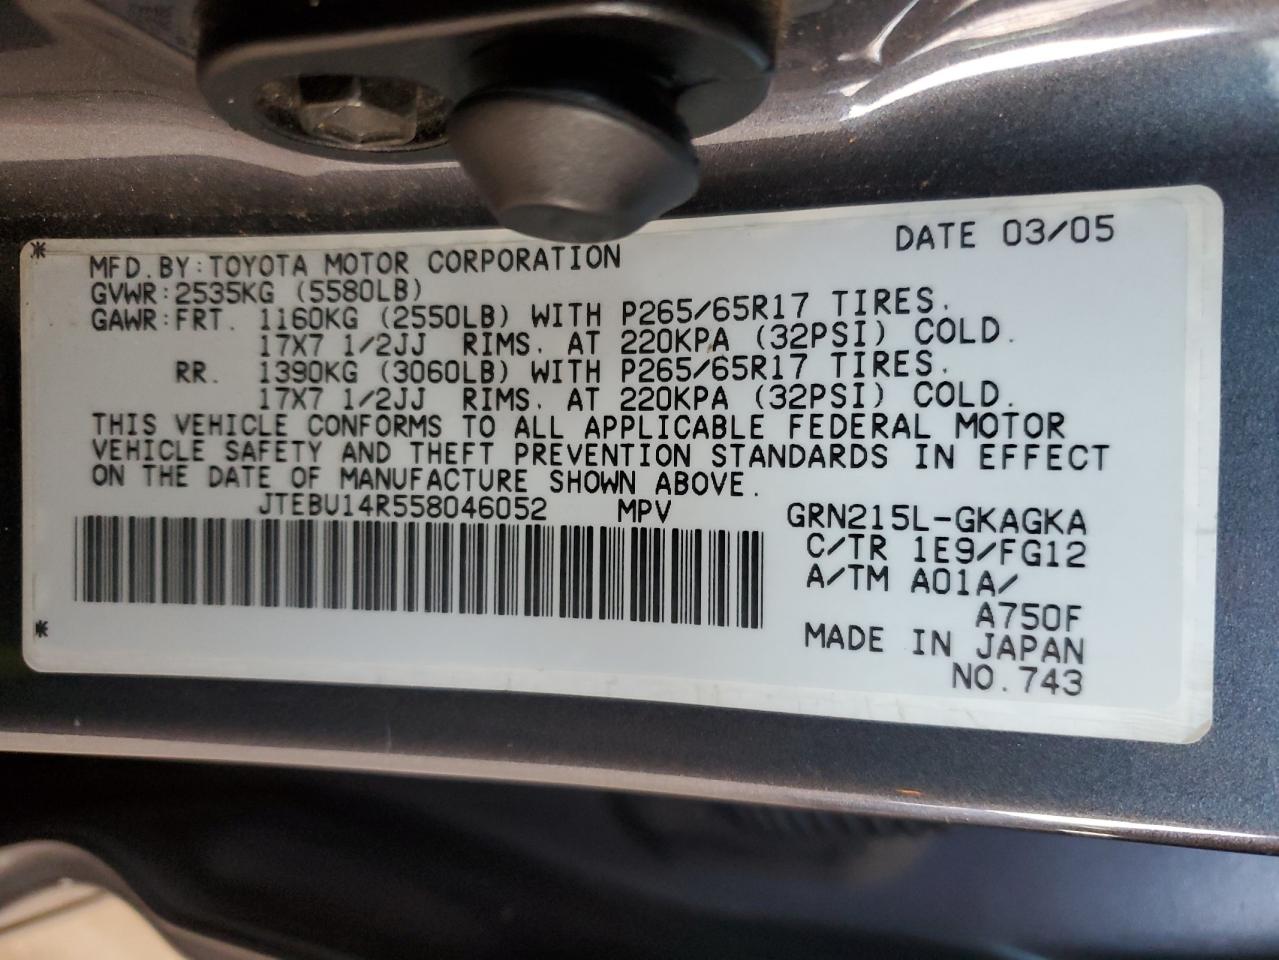 DATE 03/05
MFD.BY:TOYOTA MOTOR CORPORATION
GVWR:2535KG (5580LB)
GAWR:FRT. 1160KG (2550LB) WITH P265/65R17 TIRES.
17X7 1/2JJ RIMS. AT 220KPA (32PSI) COLD.
RR. 1390KG (3060LB) WITH P265/65R17 TIRES.
17X7 1/2JJ RIMS. AT 220KPA (32PSI) COLD.
THIS VEHICLE CONFORMS TO ALL APPLICABLE FEDERAL MOTOR
VEHICLE SAFETY AND THEFT PREVENTION STANDARDS IN EFFECT
ON THE DATE OF MANUFACTURE SHOWN ABOVE.
JTEBU14R558046052 MPV
GRN215L-GKAGKA
C/TR 1E9/FG12
A/TM A01A/
A750F
MADE IN JAPAN
NO.743